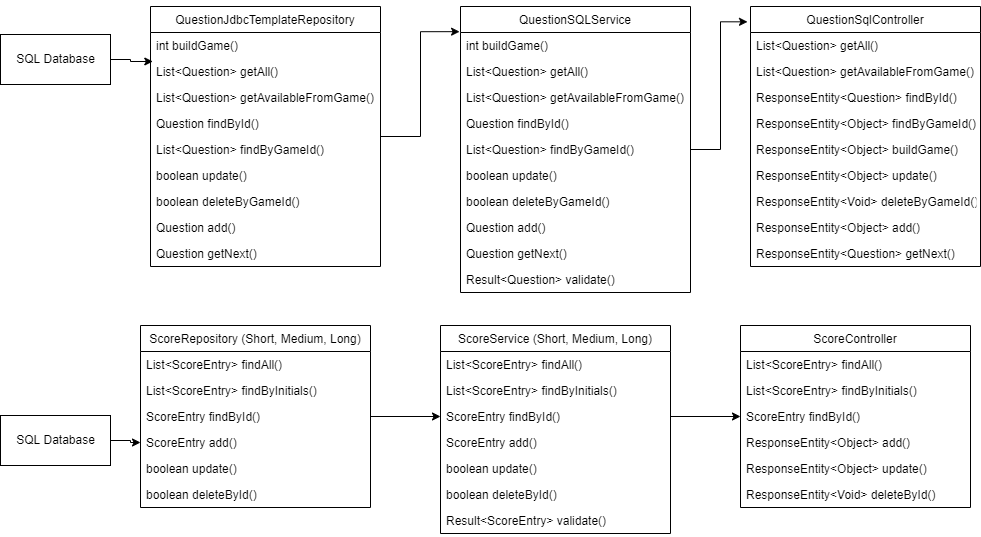 SQL Database
QuestionJdbcTemplateRepository
int buildGame()
List<Question> getAll()
List<Question> getAvailableFromGame()
Question findById()
List<Question> findByGameId()
boolean update()
boolean deleteByGameId()
Question add()
Question getNext()
QuestionSQLService
int buildGame()
List<Question> getAll()
List<Question> getAvailableFromGame()
Question findById()
List<Question> findByGameId()
boolean update()
boolean deleteByGameId()
Question add()
Question getNext()
Result<Question> validate()
QuestionSqlController
List<Question> getAll()
List<Question> getAvailableFromGame()
ResponseEntity<Question> findById()
ResponseEntity<Object> findByGameId()
ResponseEntity<Object> buildGame()
ResponseEntity<Object> update()
ResponseEntity<Void> deleteByGameId()
ResponseEntity<Object> add()
ResponseEntity<Question> getNext()
SQL Database
ScoreRepository (Short, Medium, Long)
List<ScoreEntry> findAll()
List<ScoreEntry> findByInitials()
ScoreEntry findById()
ScoreEntry add()
boolean update()
boolean deleteById()
ScoreService (Short, Medium, Long)
List<ScoreEntry> findAll()
List<ScoreEntry> findByInitials()
ScoreEntry findById()
ScoreEntry add()
boolean update()
boolean deleteById()
Result<ScoreEntry> validate()
ScoreController
List<ScoreEntry> findAll()
List<ScoreEntry> findByInitials()
ScoreEntry findById()
ResponseEntity<Object> add()
ResponseEntity<Object> update()
ResponseEntity<Void> deleteById()